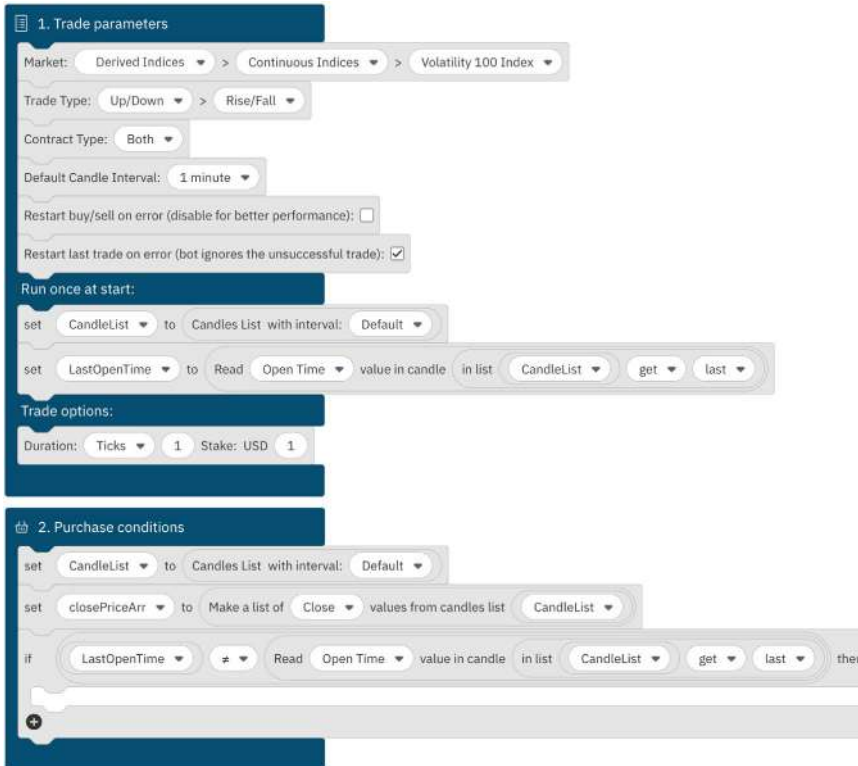 1. Trade parameters
Market: Derived Indices > Continuous Indices > Volatility 100 Index
Trade Type: Up/Down > Rise/Fall
Contract Type: Both
Default Candle Interval: 1 minute
Restart buy/sell on error (disable for better performance):
Restart last trade on error (bot ignores the unsuccessful trade):
Run once at start:
set CandleList to Candles List with interval: Default
set LastOpenTime to Read Open Time value in candle in list CandleList get last
Trade options:
Duration: Ticks 1 Stake: USD 1
2. Purchase conditions
set CandleList to Candles List with interval: Default
set closePriceArr to Make a list of Close values from candles list CandleList
if LastOpenTime ≠ Read Open Time value in candle in list CandleList get last